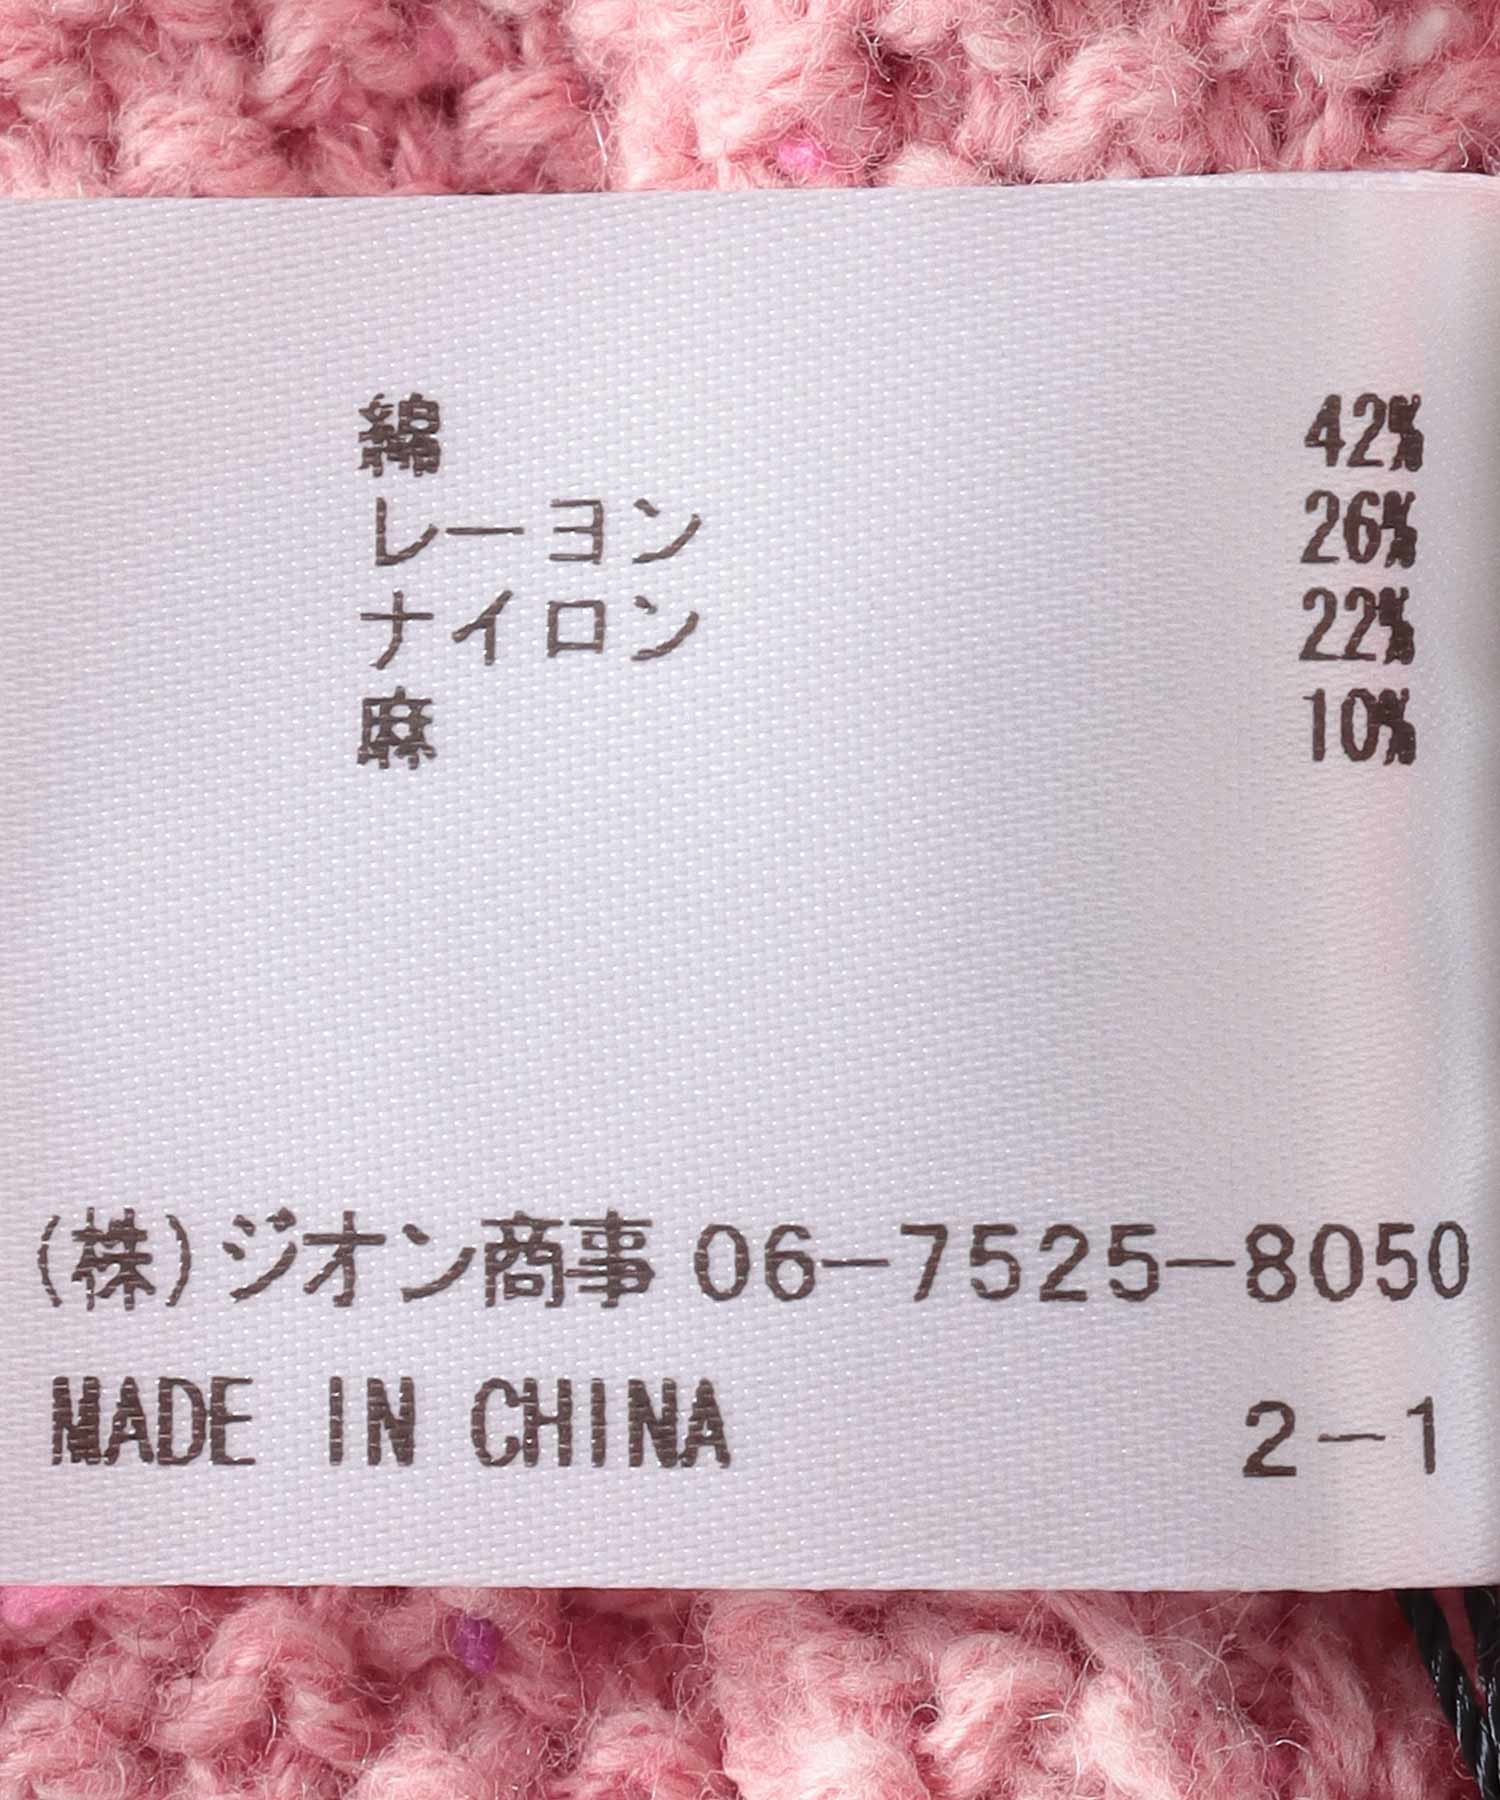 綿 42%
レーヨン 26%
ナイロン 22%
麻 10%
(株)ジオン商事 06-7525-8050
MADE IN CHINA 2-1